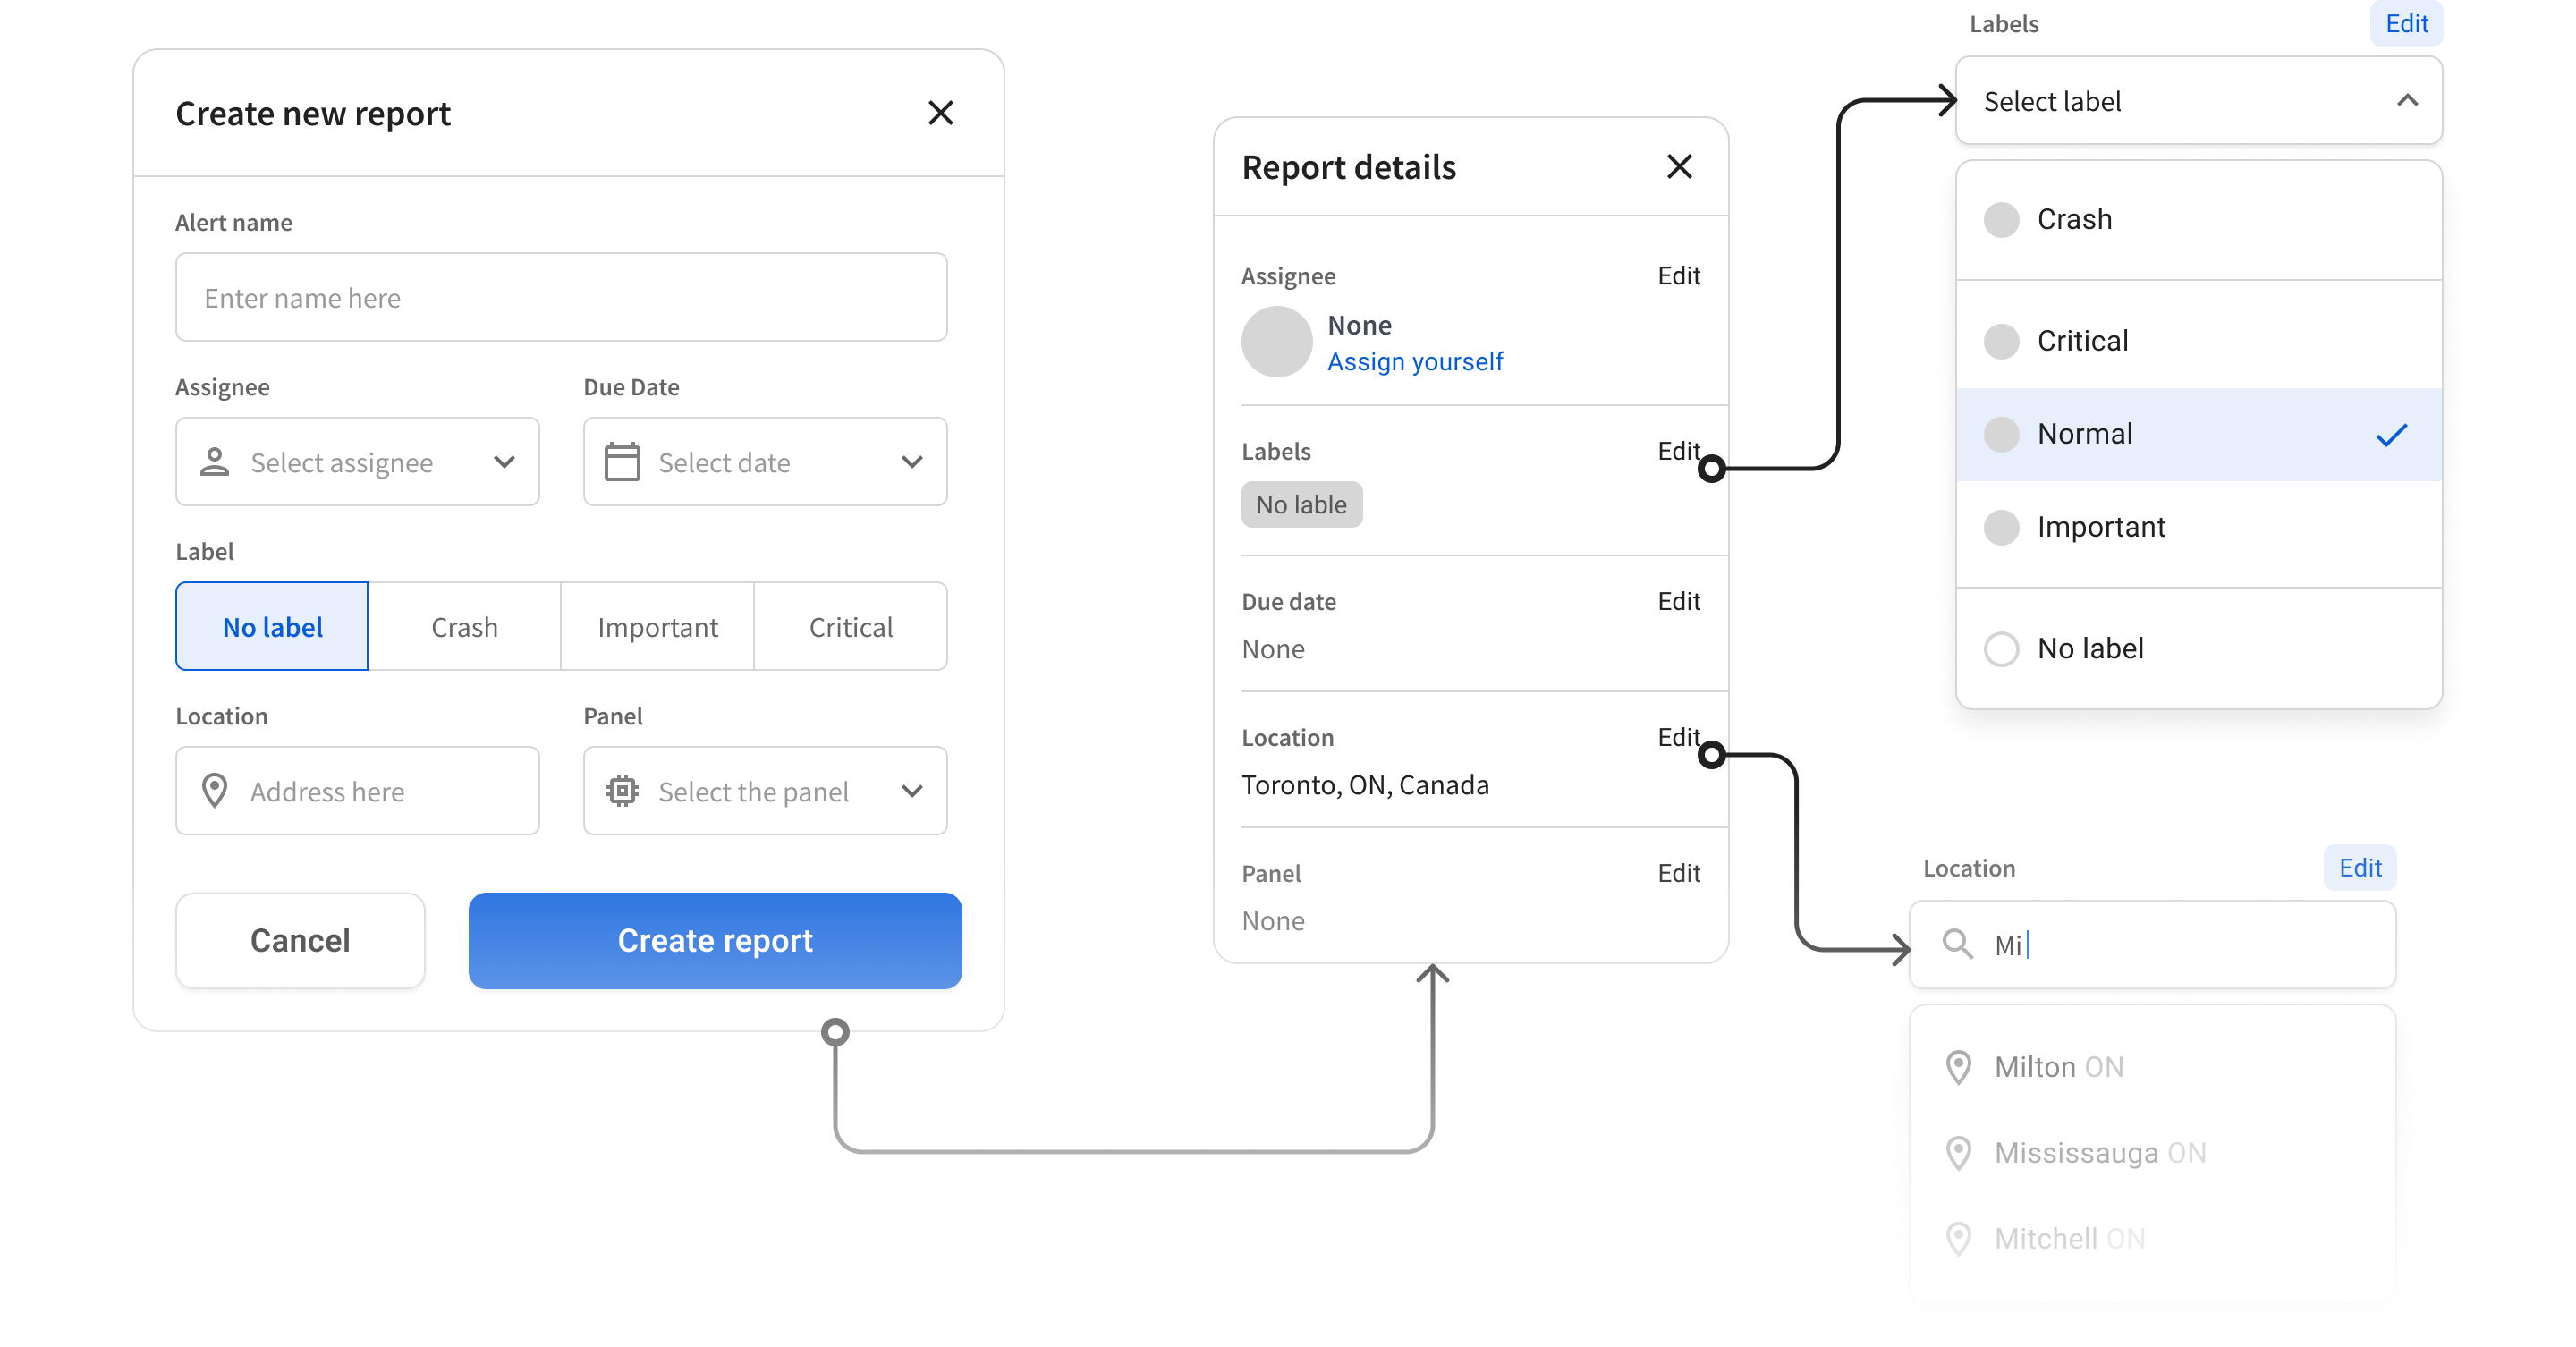 Create new report
Alert name
Enter name here
Assignee
Due Date
Select assignee
Select date
Label
No label
Crash
Important
Critical
Location
Panel
Address here
Select the panel
Cancel
Create report
Report details
Assignee
Edit
None
Assign yourself
Labels
Edit
No lable
Due date
Edit
None
Location
Edit
Toronto, ON, Canada
Panel
Edit
None
Labels
Edit
Select label
Crash
Critical
Normal
Important
No label
Location
Edit
Mi
Milton ON
Mississauga ON
Mitchell ON